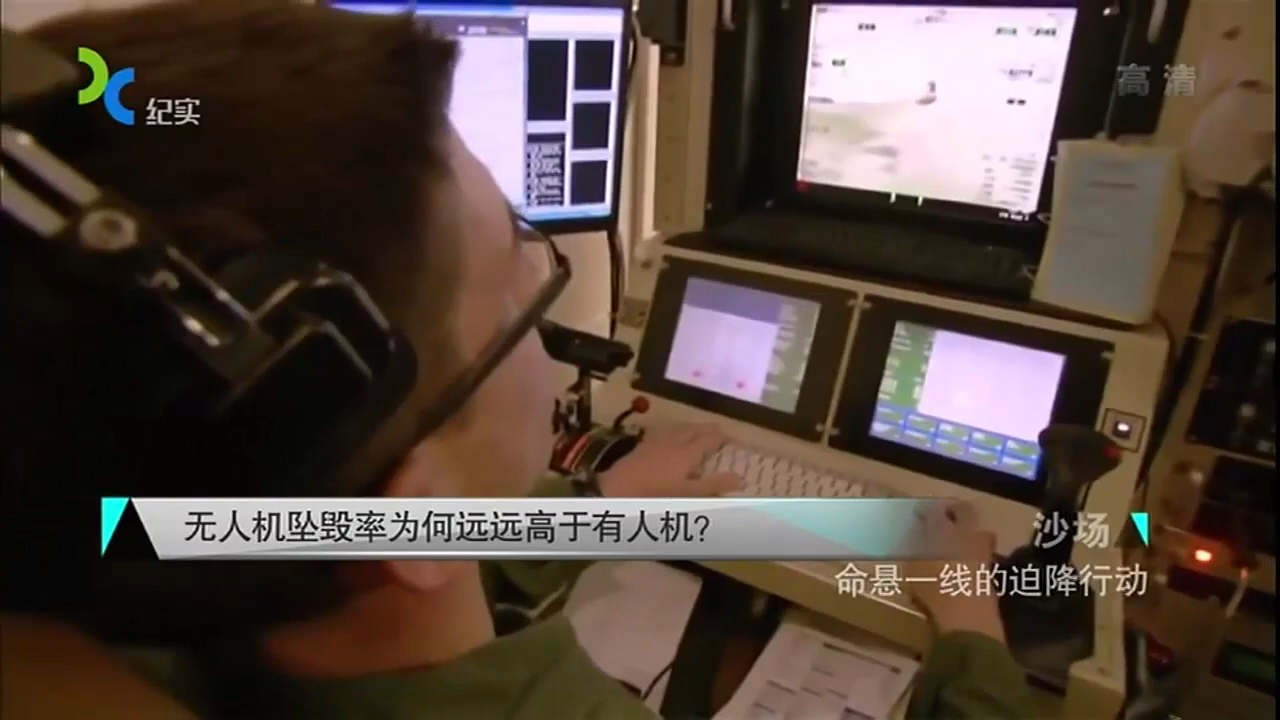 纪实
高清
无人机坠毁率为何远远高于有人机?
沙场
命悬一线的迫降行动